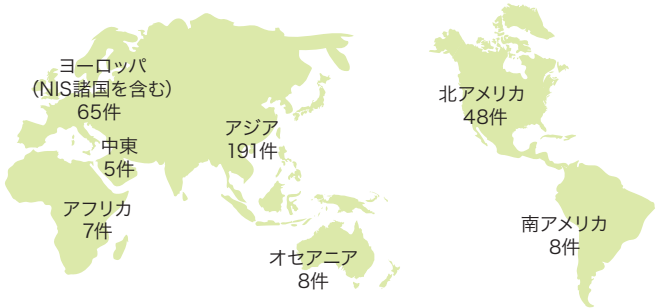 ヨーロッパ
（NIS諸国を含む）
65件
中東
5件
アフリカ
7件
アジア
191件
オセアニア
8件
北アメリカ
48件
南アメリカ
8件